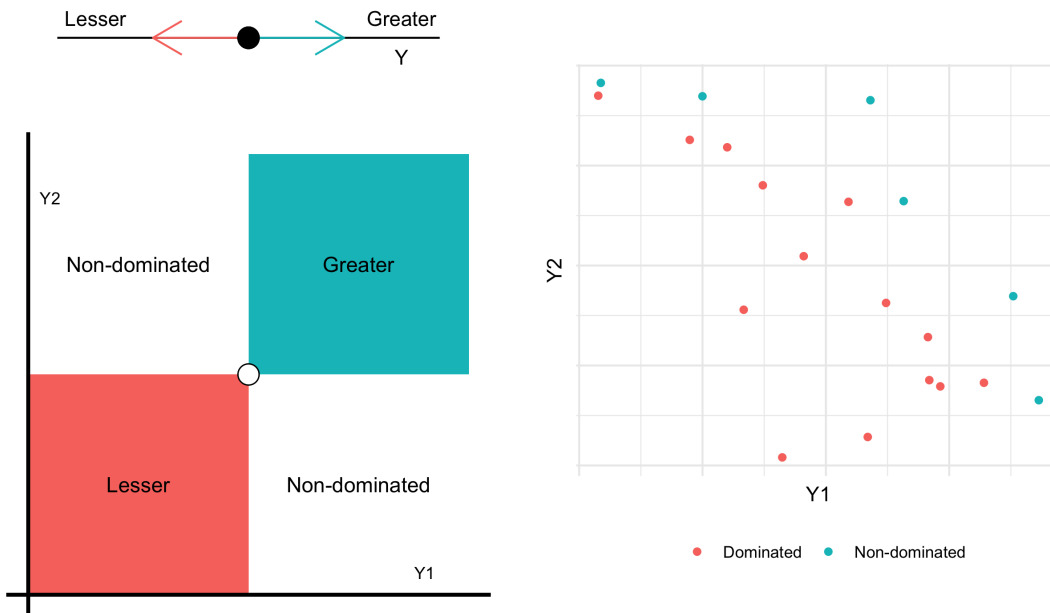 Lesser
Greater
Y
Y2
Non-dominated
Greater
Lesser
Non-dominated
Y1
Y2
Y1
Dominated
Non-dominated